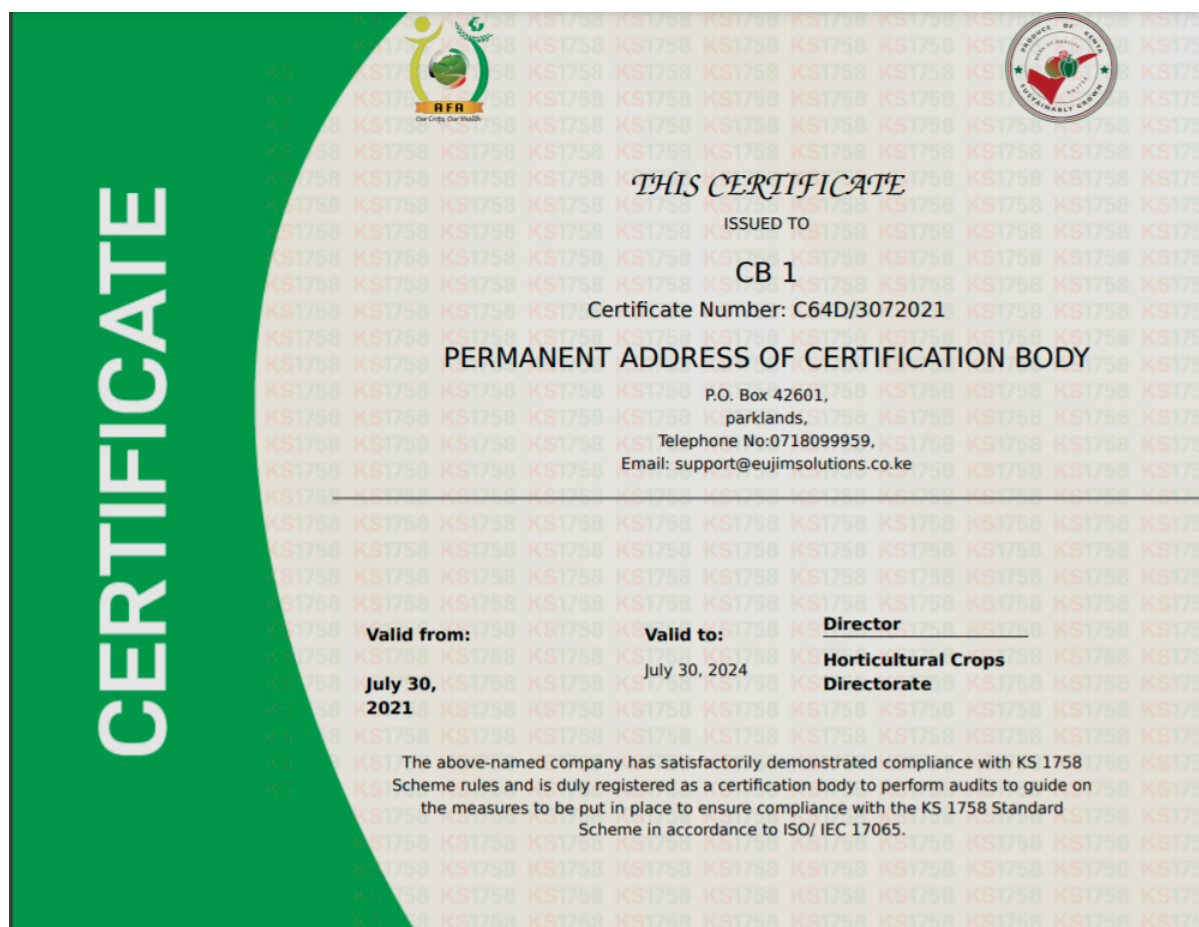 CERTIFICATE
AFA
Our Crops, Our Wealth
PRODUCE OF KENYA
SUSTAINABLY GROWN
THIS CERTIFICATE
ISSUED TO
CB 1
Certificate Number: C64D/3072021
PERMANENT ADDRESS OF CERTIFICATION BODY
P.O. Box 42601,
parklands,
Telephone No:0718099959,
Email: support@eujimsolutions.co.ke
Valid from:
July 30,
2021
Valid to:
July 30, 2024
Director
Horticultural Crops
Directorate
The above-named company has satisfactorily demonstrated compliance with KS 1758
Scheme rules and is duly registered as a certification body to perform audits to guide on
the measures to be put in place to ensure compliance with the KS 1758 Standard
Scheme in accordance to ISO/ IEC 17065.
KS1758